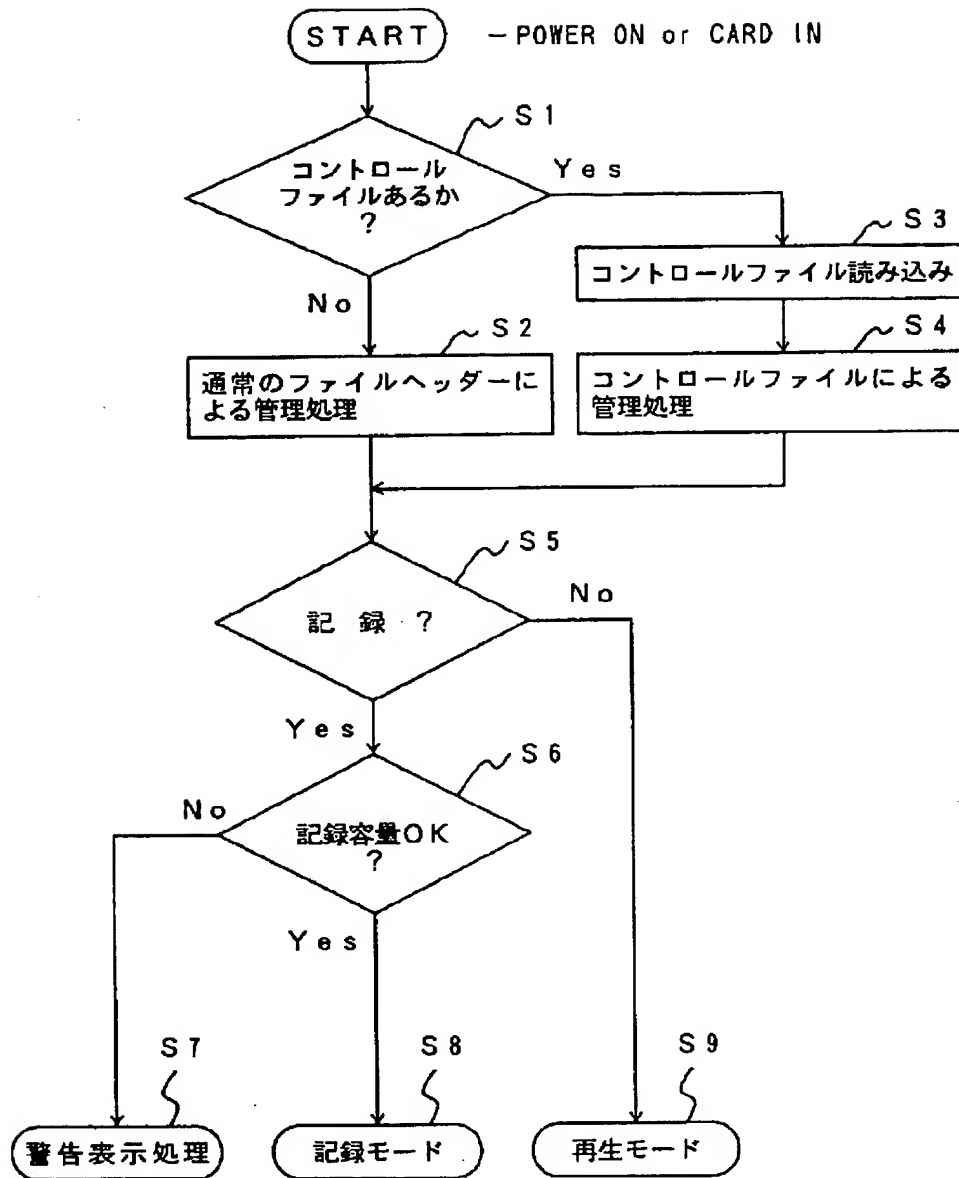 START
-POWER ON or CARD IN
S1
コントロール
ファイルあるか
?
Yes
No
S3
コントロールファイル読み込み
S2
S4
通常のファイルヘッダーに
よる管理処理
コントロールファイルによる
管理処理
S5
記録?
No
Yes
S6
記録容量OK
?
No
Yes
S7
S8
S9
警告表示処理
記録モード
再生モード